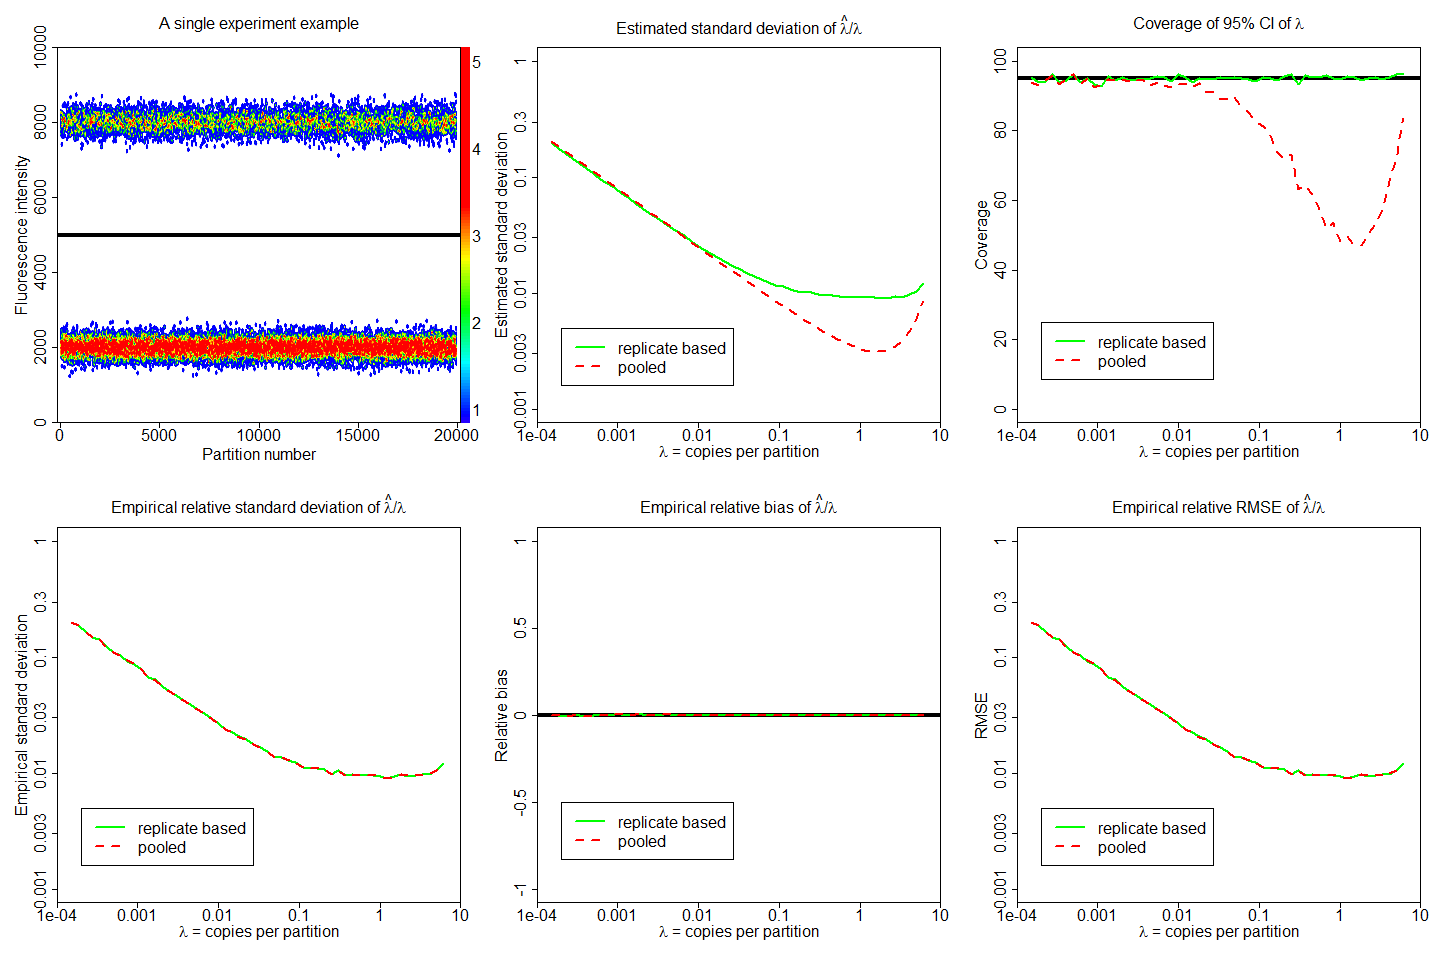 A single experiment example
Fluorescence intensity
0 2000 4000 6000 8000 10000
5
4
3
2
1
0 5000 10000 15000 20000
Partition number
Estimated standard deviation of λ̂/λ
Estimated standard deviation
0.001 0.003 0.01 0.03 0.1 0.3 1
replicate based
pooled
1e-04 0.001 0.01 0.1 1 10
λ = copies per partition
Coverage of 95% CI of λ
Coverage
0 20 40 60 80 100
replicate based
pooled
1e-04 0.001 0.01 0.1 1 10
λ = copies per partition
Empirical relative standard deviation of λ̂/λ
Empirical standard deviation
0.001 0.003 0.01 0.03 0.1 0.3 1
replicate based
pooled
1e-04 0.001 0.01 0.1 1 10
λ = copies per partition
Empirical relative bias of λ̂/λ
Relative bias
-1 -0.5 0 0.5 1
replicate based
pooled
1e-04 0.001 0.01 0.1 1 10
λ = copies per partition
Empirical relative RMSE of λ̂/λ
RMSE
0.001 0.003 0.01 0.03 0.1 0.3 1
replicate based
pooled
1e-04 0.001 0.01 0.1 1 10
λ = copies per partition